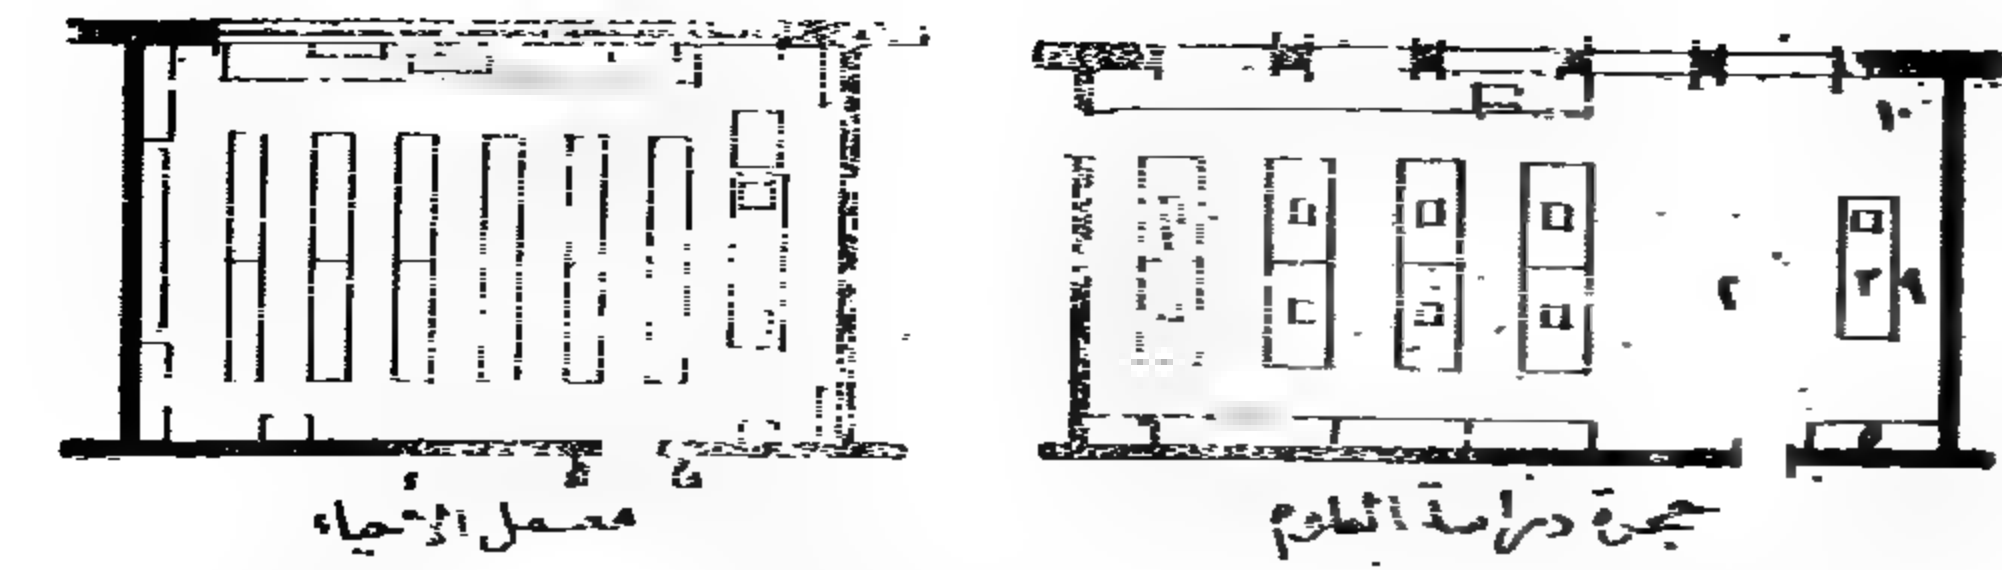 حجرة دراسة العلوم
معمل الأحياء